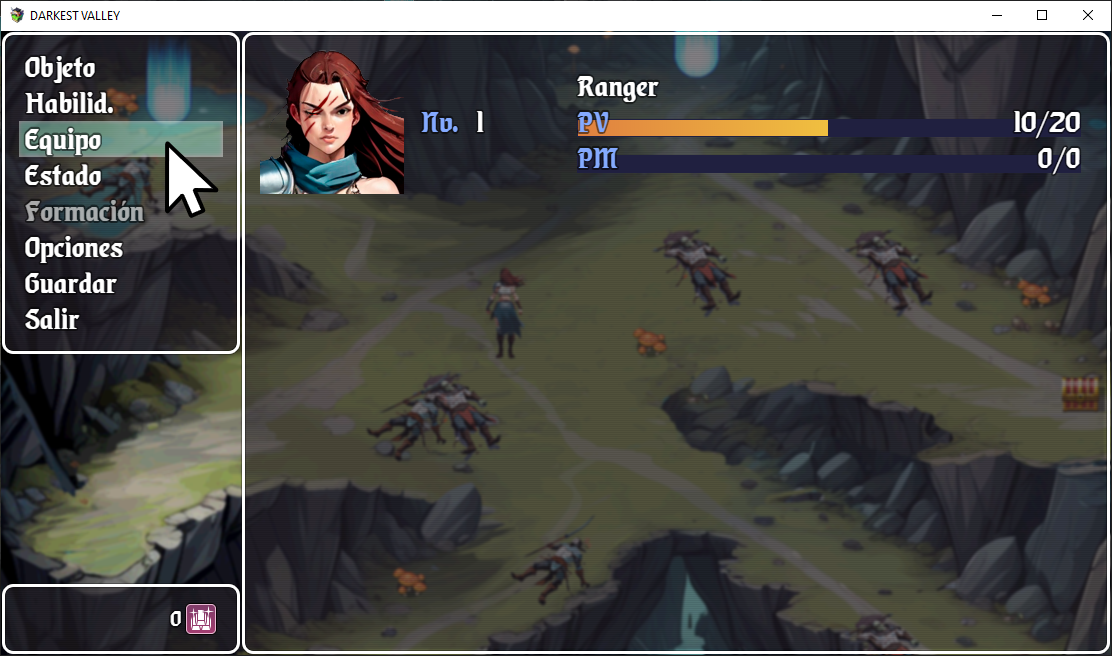 DARKEST VALLEY
Objeto
Habilid.
Equipo
Estado
Formación
Opciones
Guardar
Salir
Ranger
Nv. 1
PV 10/20
PM 0/0
0